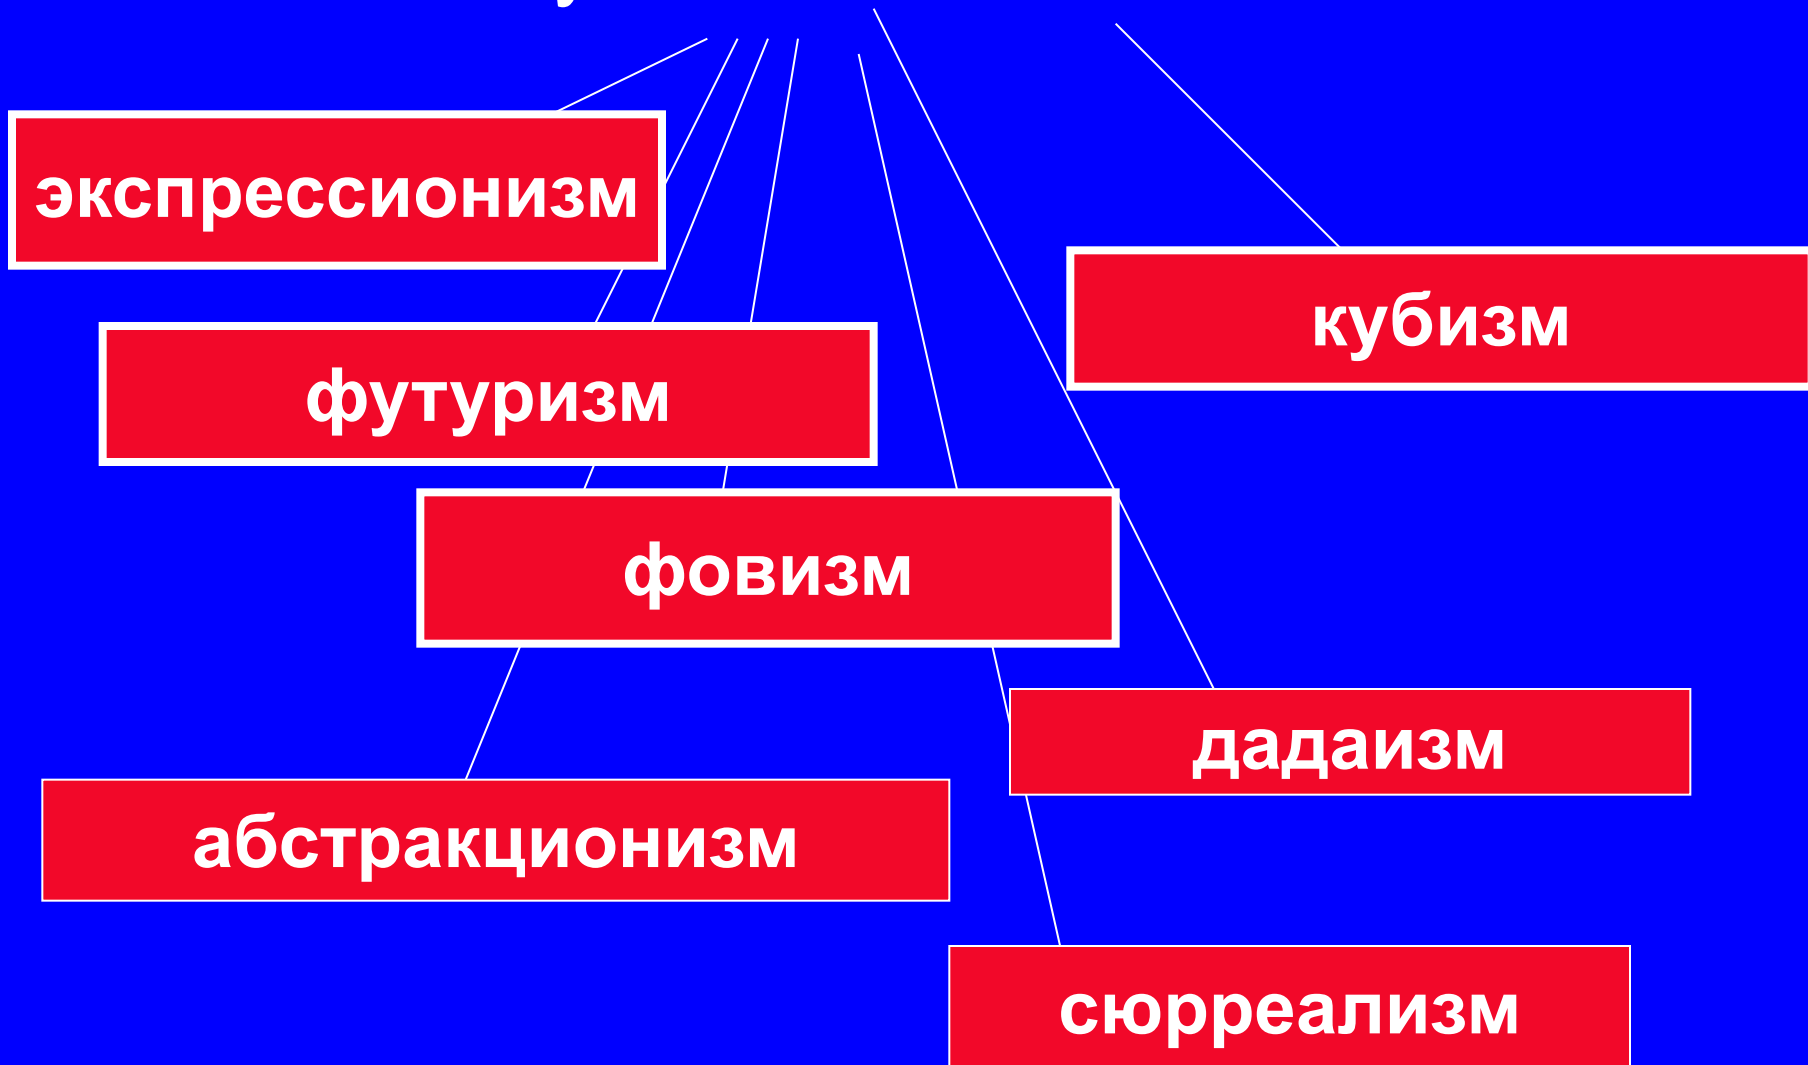 экспрессионизм
кубизм
футуризм
фовизм
дадаизм
абстракционизм
сюрреализм